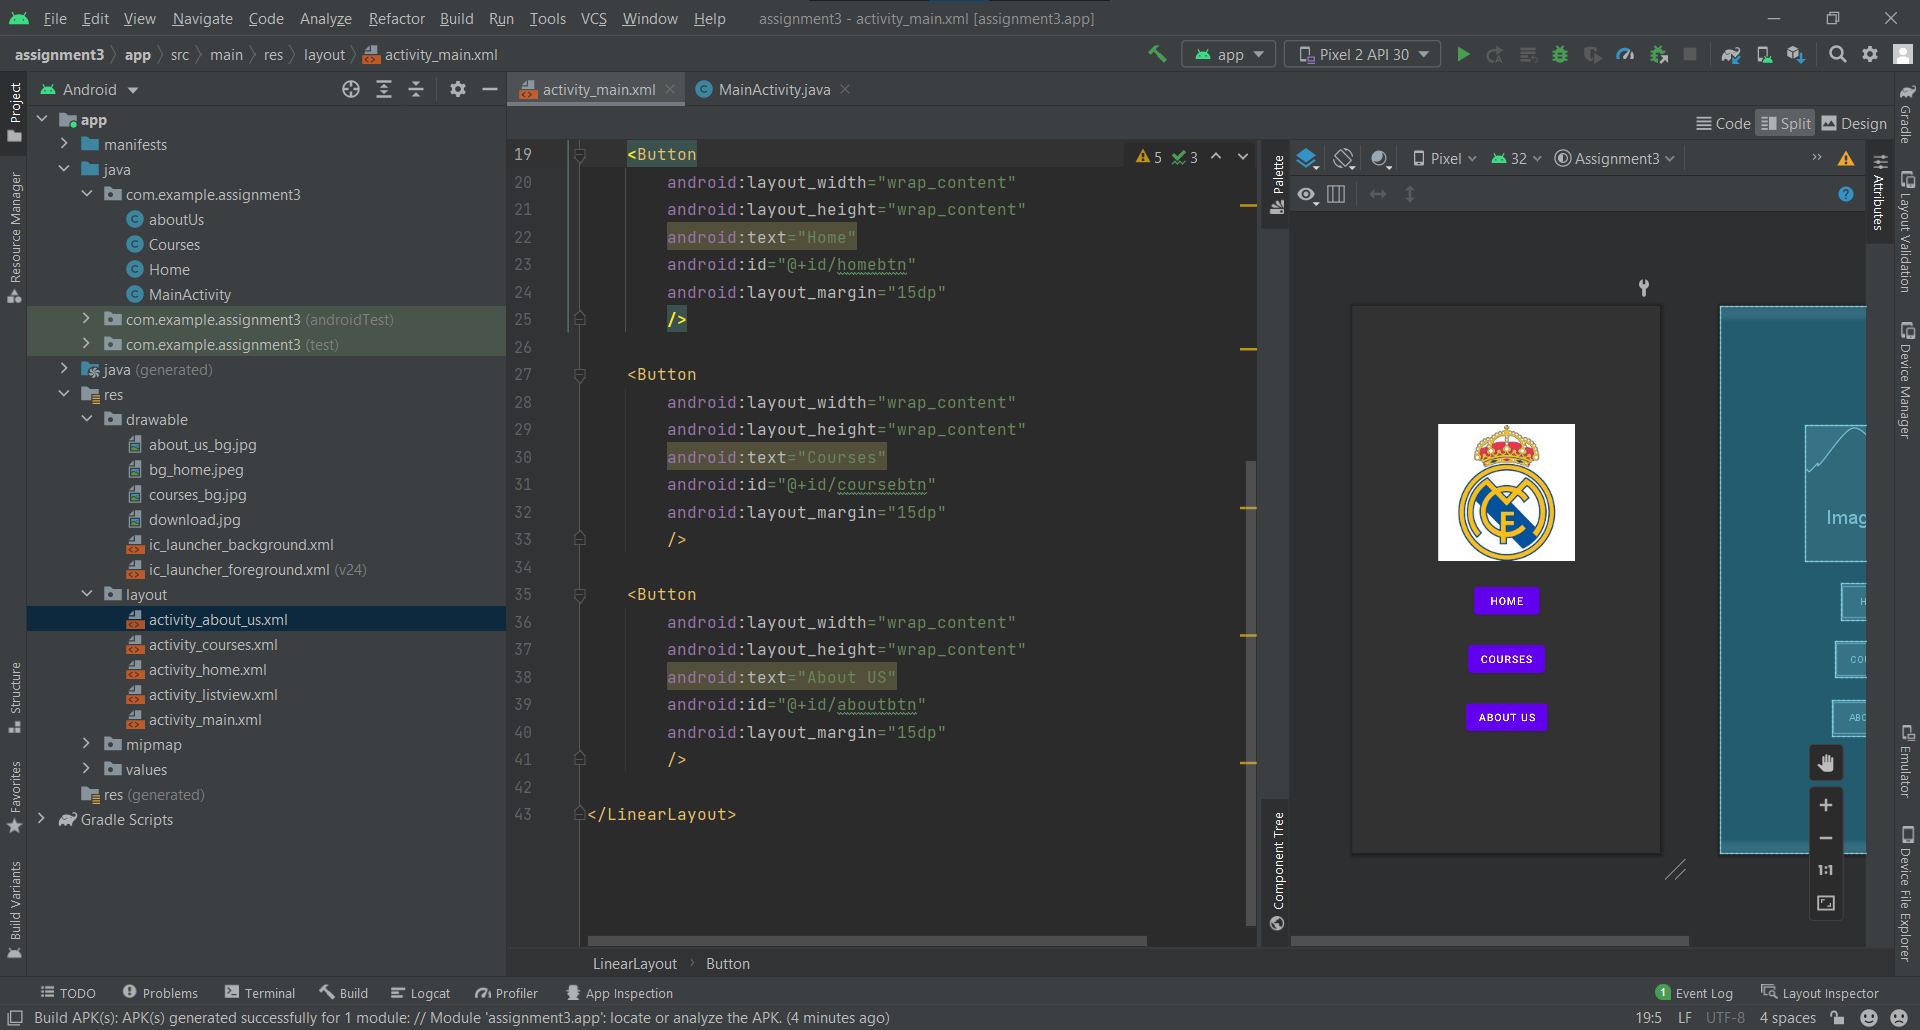 File Edit View Navigate Code Analyze Refactor Build Run Tools VCS Window Help assignment3 - activity_main.xml [assignment3.app]
assignment3 app src main res layout activity_main.xml app Pixel 2 API 30
Android
activity_main.xml MainActivity.java
Code Split Design
Project
Resource Manager
Structure
Favorites
Build Variants
app
manifests
java
com.example.assignment3
aboutUs
Courses
Home
MainActivity
com.example.assignment3 (androidTest)
com.example.assignment3 (test)
java (generated)
res
drawable
about_us_bg.jpg
bg_home.jpeg
courses_bg.jpg
download.jpg
ic_launcher_background.xml
ic_launcher_foreground.xml (v24)
layout
activity_about_us.xml
activity_courses.xml
activity_home.xml
activity_listview.xml
activity_main.xml
mipmap
values
res (generated)
Gradle Scripts
5 3
19 <Button
20 android:layout_width="wrap_content"
21 android:layout_height="wrap_content"
22 android:text="Home"
23 android:id="@+id/homebtn"
24 android:layout_margin="15dp"
25 />
26
27 <Button
28 android:layout_width="wrap_content"
29 android:layout_height="wrap_content"
30 android:text="Courses"
31 android:id="@+id/coursebtn"
32 android:layout_margin="15dp"
33 />
34
35 <Button
36 android:layout_width="wrap_content"
37 android:layout_height="wrap_content"
38 android:text="About US"
39 android:id="@+id/aboutbtn"
40 android:layout_margin="15dp"
41 />
42
43 </LinearLayout>
LinearLayout Button
Palette
Component Tree
Pixel 32 Assignment3
HOME
COURSES
ABOUT US
Imag
H
COU
ABO
1:1
Attributes
Gradle
Layout Validation
Device Manager
Emulator
Device File Explorer
TODO Problems Terminal Build Logcat Profiler App Inspection 1 Event Log Layout Inspector
Build APK(s): APK(s) generated successfully for 1 module: // Module 'assignment3.app': locate or analyze the APK. (4 minutes ago) 19:5 LF UTF-8 4 spaces